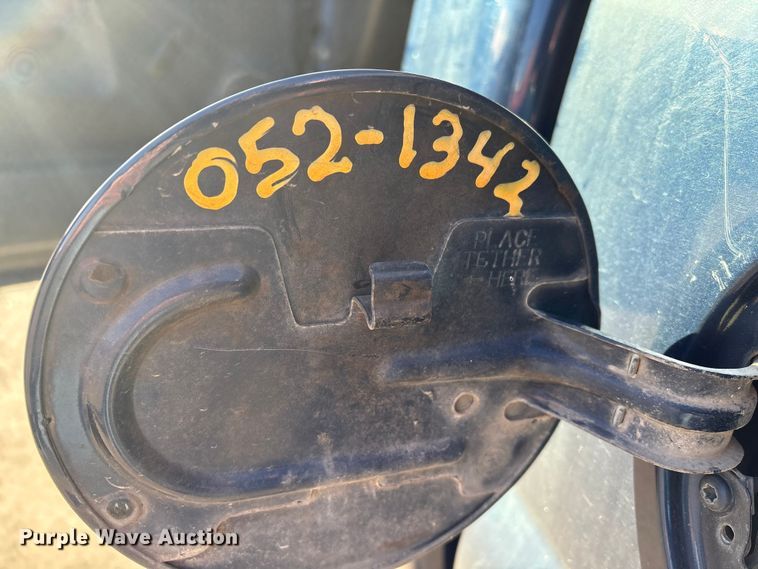 052-1342
PLACE
TETHER
HERE
Purple Wave Auction